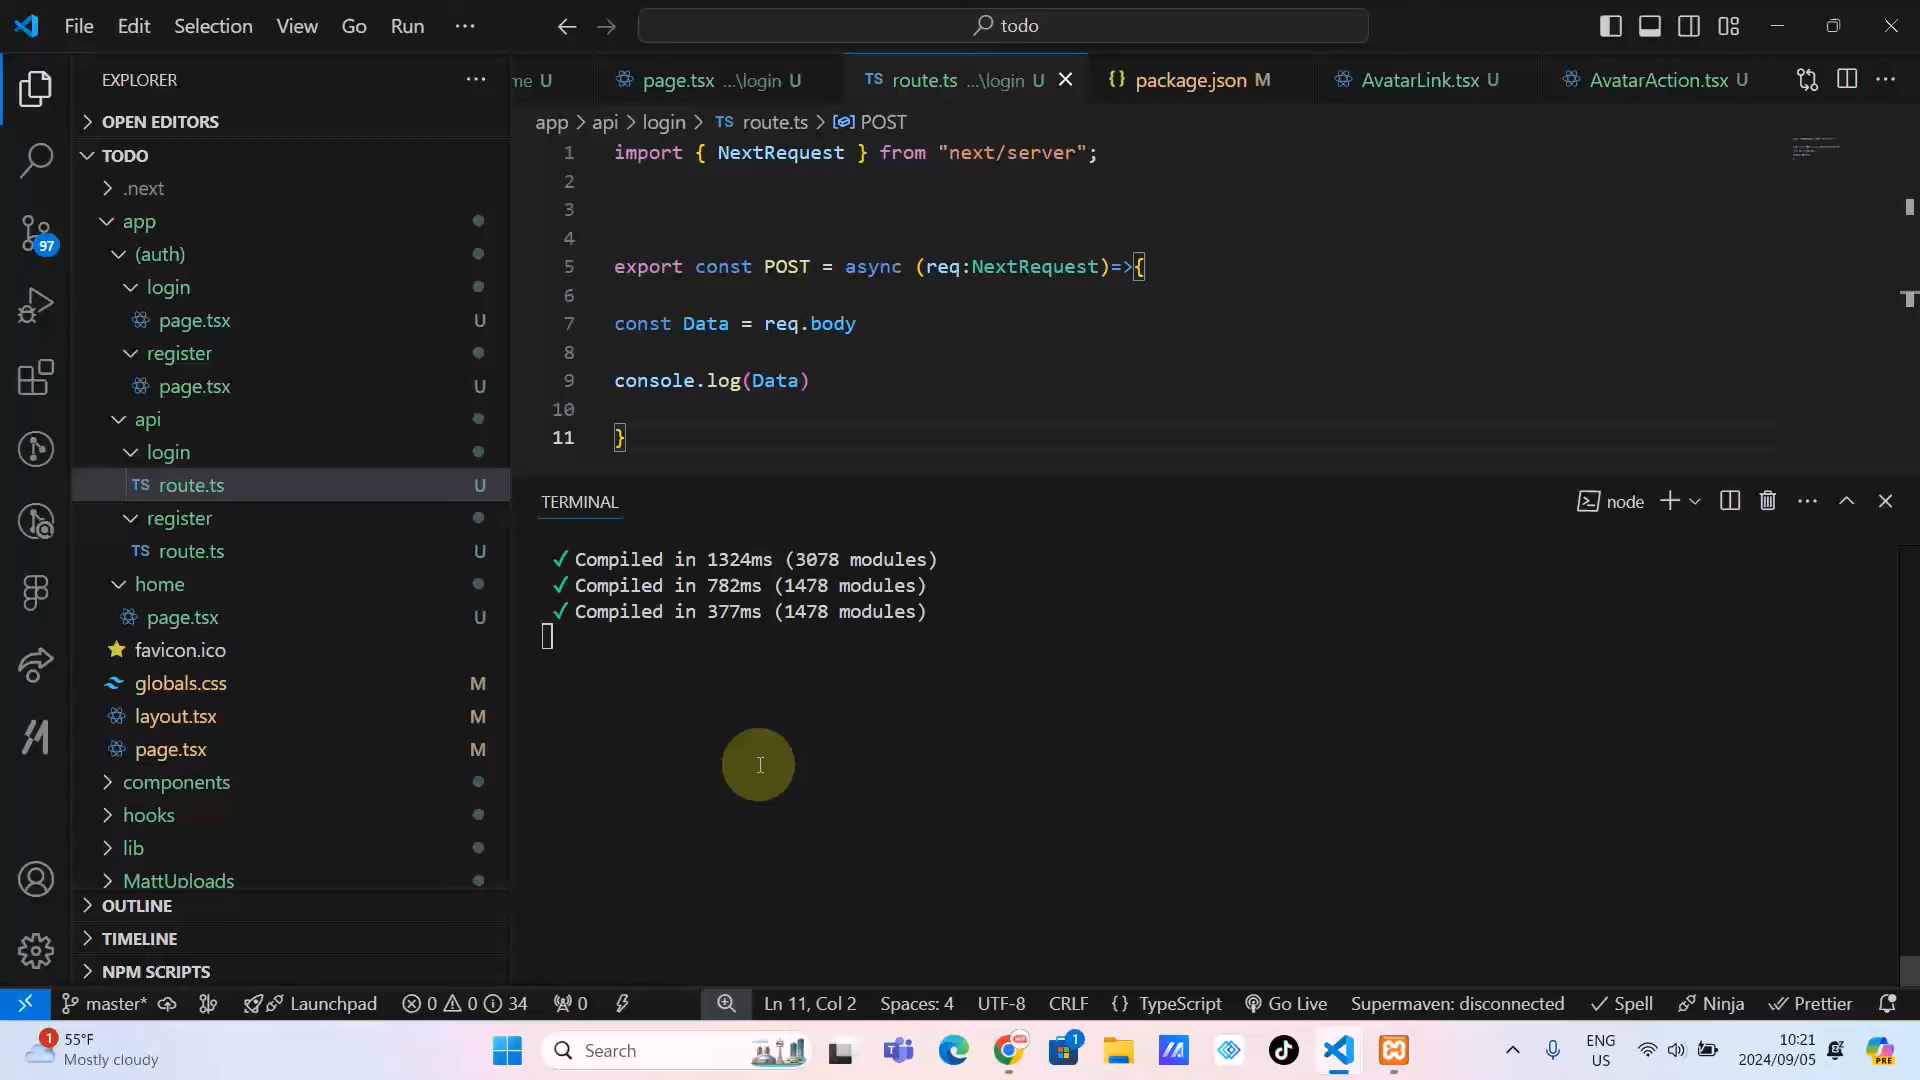 File Edit Selection View Go Run ··· todo
EXPLORER ···
OPEN EDITORS
TODO
.next
app
(auth)
login
page.tsx U
register
page.tsx U
api
login
route.ts U
register
route.ts U
home
page.tsx U
favicon.ico
globals.css M
layout.tsx M
page.tsx M
components
hooks
lib
MattUploads
OUTLINE
TIMELINE
NPM SCRIPTS
97
me U page.tsx ...\login U TS route.ts ...\login U {} package.json M AvatarLink.tsx U AvatarAction.tsx U ···
app > api > login > TS route.ts > POST
1 import { NextRequest } from "next/server";
2
3
4
5 export const POST = async (req:NextRequest)=>{
6
7 const Data = req.body
8
9 console.log(Data)
10
11 }
TERMINAL node ···
✓ Compiled in 1324ms (3078 modules)
✓ Compiled in 782ms (1478 modules)
✓ Compiled in 377ms (1478 modules)
master* Launchpad 0 0 34 0 Ln 11, Col 2 Spaces: 4 UTF-8 CRLF {} TypeScript Go Live Supermaven: disconnected Spell Ninja Prettier
1 55°F
Mostly cloudy
Search
1
ENG
US
10:21
2024/09/05
PRE